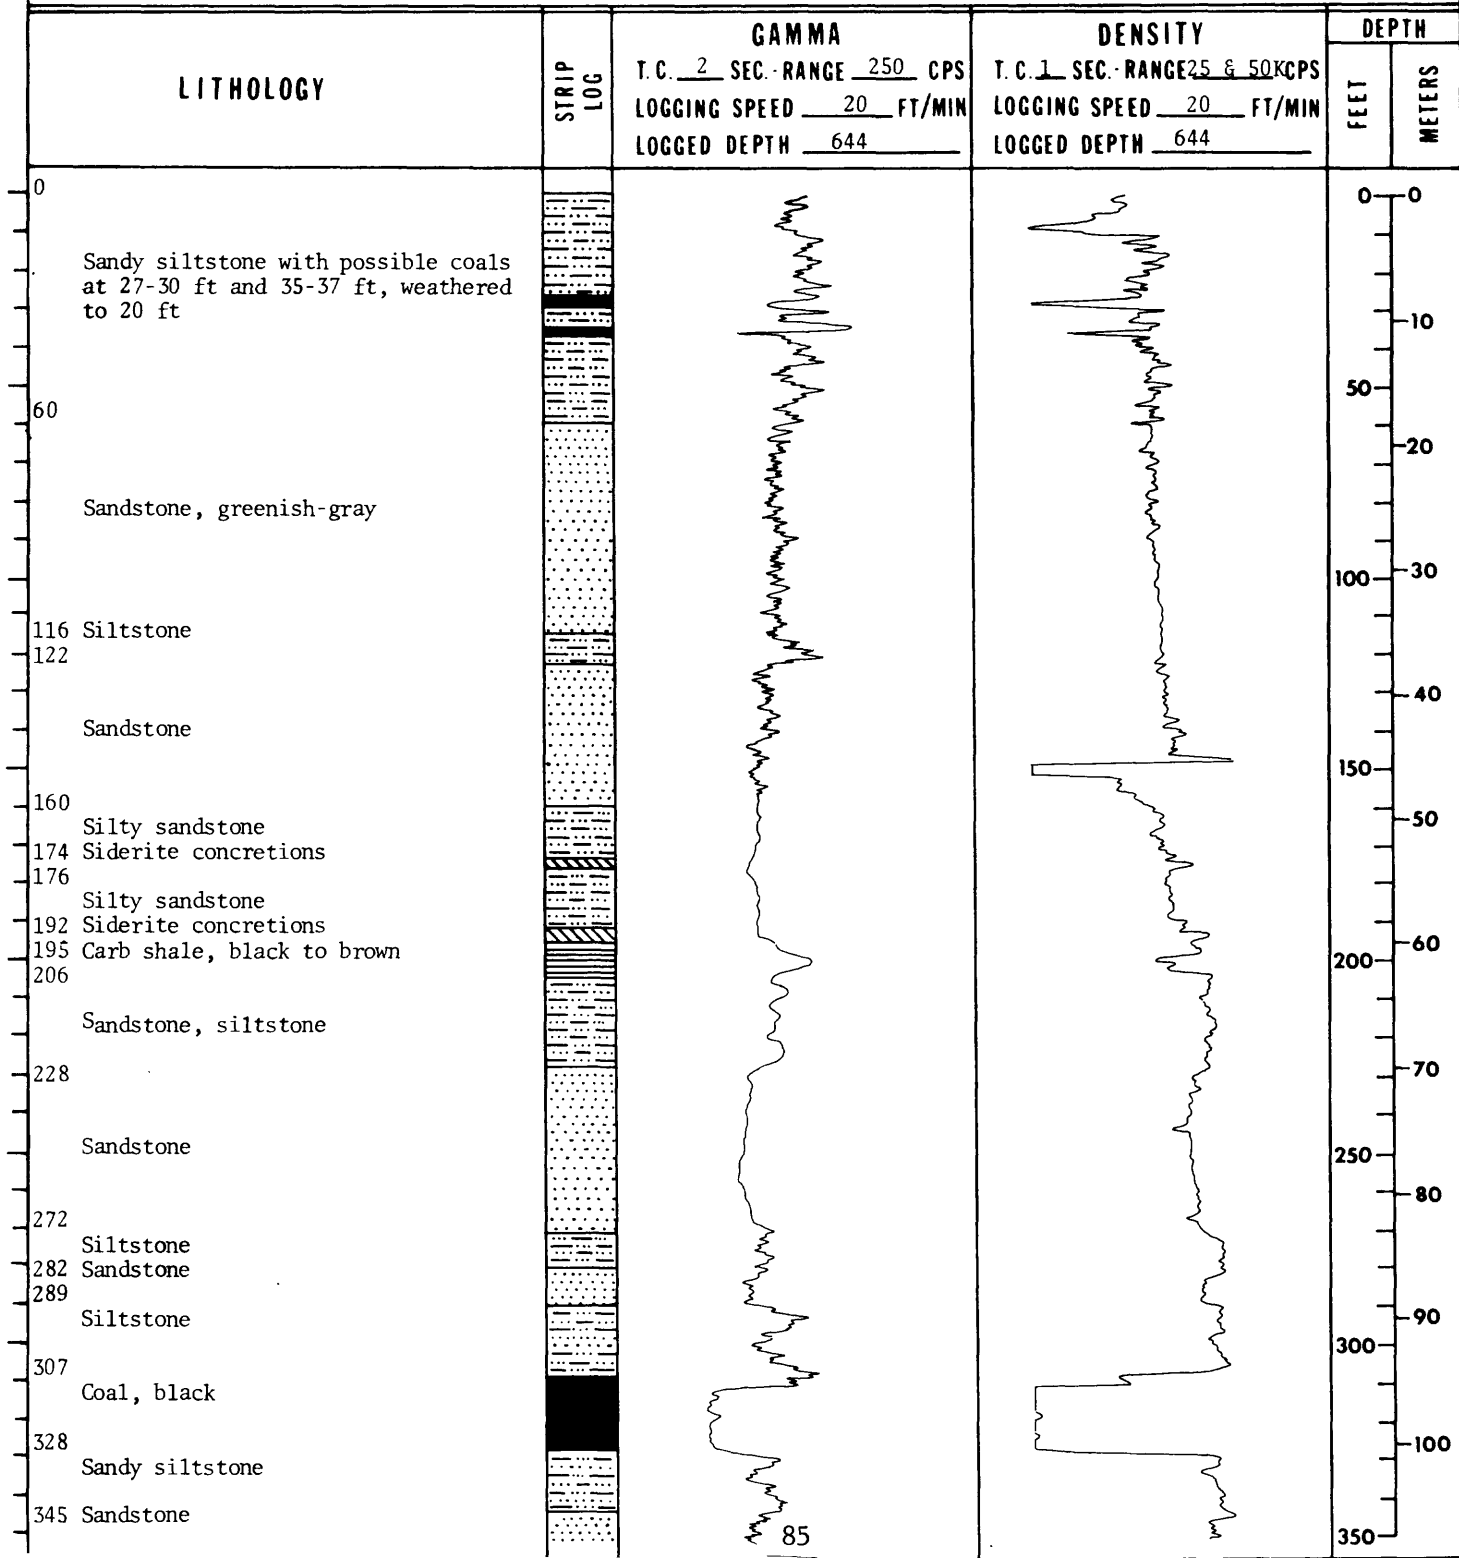 LITHOLOGY
STRIP LOG
GAMMA
T.C. 2 SEC.-RANGE 250 CPS
LOGGING SPEED 20 FT/MIN
LOGGED DEPTH 644
DENSITY
T.C. 1 SEC.-RANGE 25 & 50K CPS
LOGGING SPEED 20 FT/MIN
LOGGED DEPTH 644
DEPTH
FEET
METERS
0
Sandy siltstone with possible coals
at 27-30 ft and 35-37 ft, weathered
to 20 ft
60
Sandstone, greenish-gray
116 Siltstone
122
Sandstone
160
Silty sandstone
174 Siderite concretions
176
Silty sandstone
192 Siderite concretions
195 Carb shale, black to brown
206
Sandstone, siltstone
228
Sandstone
272
Siltstone
282 Sandstone
289
Siltstone
307
Coal, black
328
Sandy siltstone
345 Sandstone
85
0
50
100
150
200
250
300
350
0
10
20
30
40
50
60
70
80
90
100